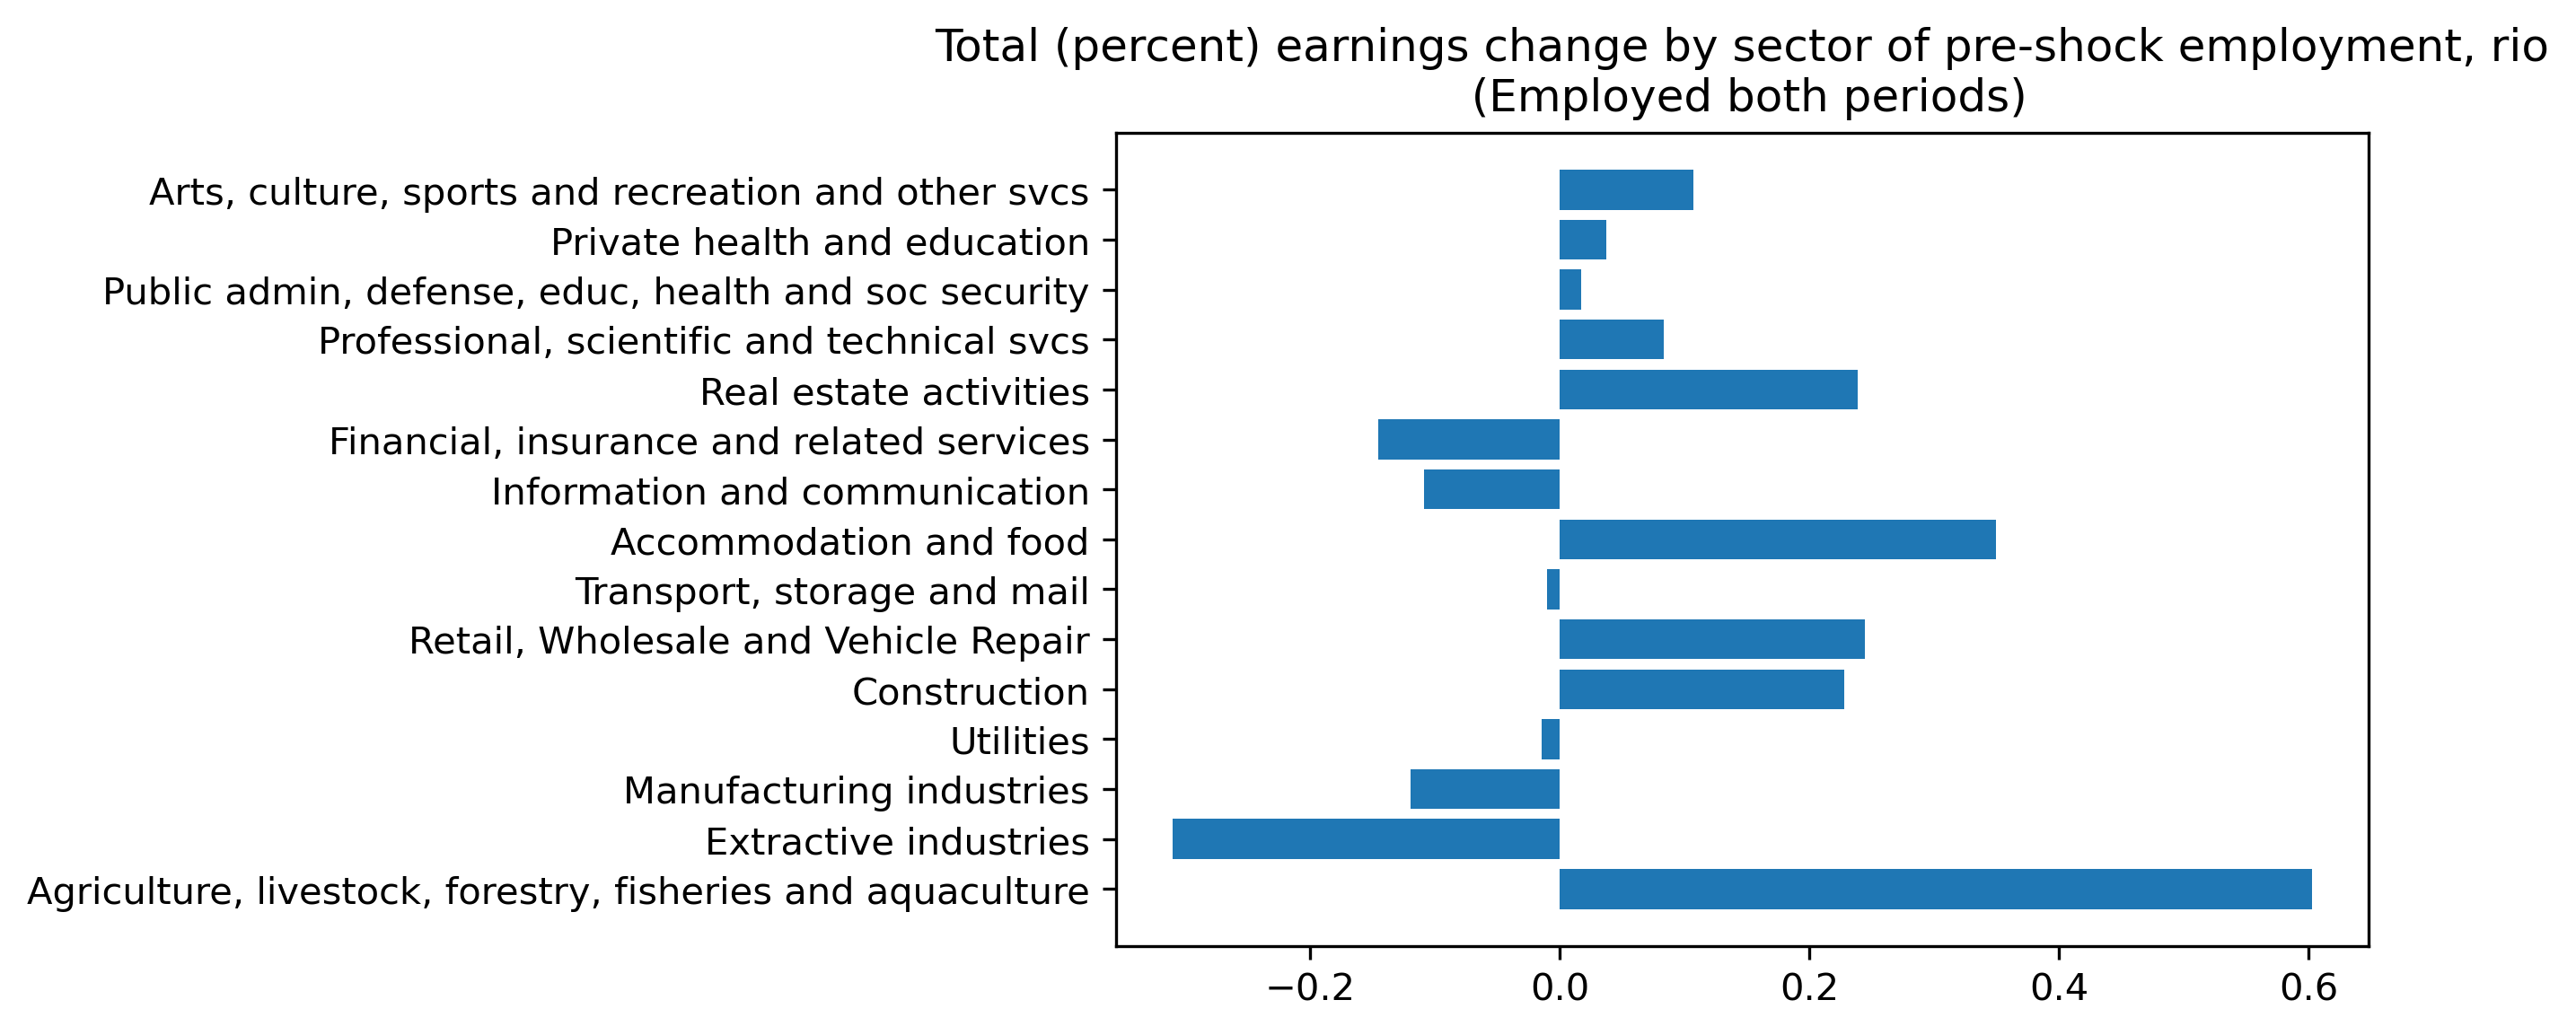 Total (percent) earnings change by sector of pre-shock employment, rio
(Employed both periods)
Arts, culture, sports and recreation and other svcs
Private health and education
Public admin, defense, educ, health and soc security
Professional, scientific and technical svcs
Real estate activities
Financial, insurance and related services
Information and communication
Accommodation and food
Transport, storage and mail
Retail, Wholesale and Vehicle Repair
Construction
Utilities
Manufacturing industries
Extractive industries
Agriculture, livestock, forestry, fisheries and aquaculture
−0.2 0.0 0.2 0.4 0.6